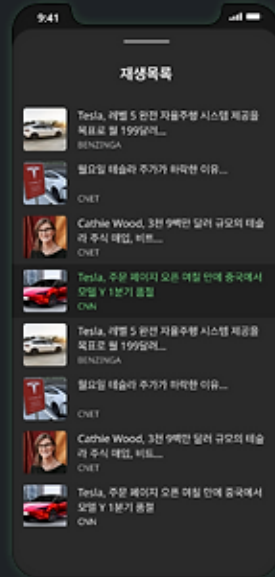 9:41
재생목록
Tesla, 레벨 5 완전 자율주행 시스템 제공을
목표로 월 199달러...
BENZINGA
월요일 테슬라 주가가 하락한 이유...
CNET
Cathie Wood, 3천 9백만 달러 규모의 테슬
라 주식 매입, 비트...
CNET
Tesla, 주문 페이지 오픈 며칠 만에 중국에서
모델 Y 1분기 품절
CNN
Tesla, 레벨 5 완전 자율주행 시스템 제공을
목표로 월 199달러...
BENZINGA
월요일 테슬라 주가가 하락한 이유...
CNET
Cathie Wood, 3천 9백만 달러 규모의 테슬
라 주식 매입, 비트...
CNET
Tesla, 주문 페이지 오픈 며칠 만에 중국에서
모델 Y 1분기 품절
CNN